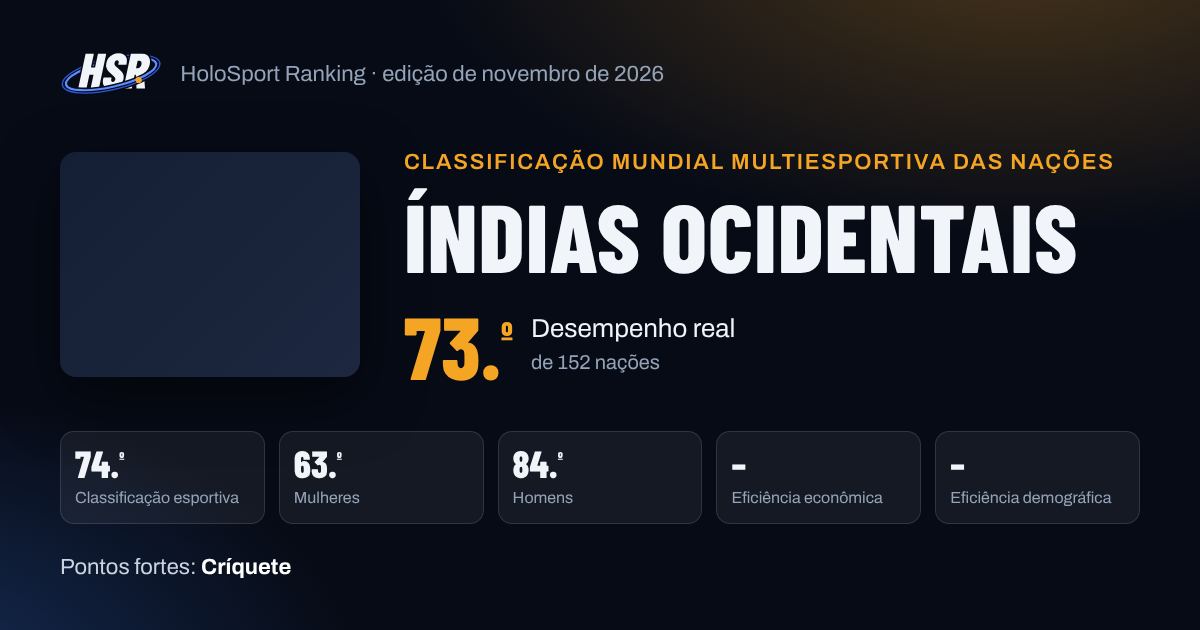 HSR
HoloSport Ranking · edição de novembro de 2026
CLASSIFICAÇÃO MUNDIAL MULTIESPORTIVA DAS NAÇÕES
ÍNDIAS OCIDENTAIS
73.º
Desempenho real
de 152 nações
74.º
Classificação esportiva
63.º
Mulheres
84.º
Homens
–
Eficiência econômica
–
Eficiência demográfica
Pontos fortes: Críquete